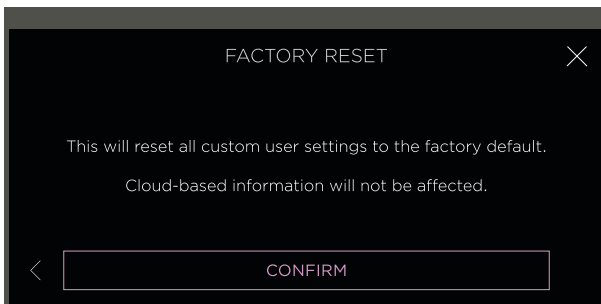 FACTORY RESET
This will reset all custom user settings to the factory default.
Cloud-based information will not be affected.
CONFIRM